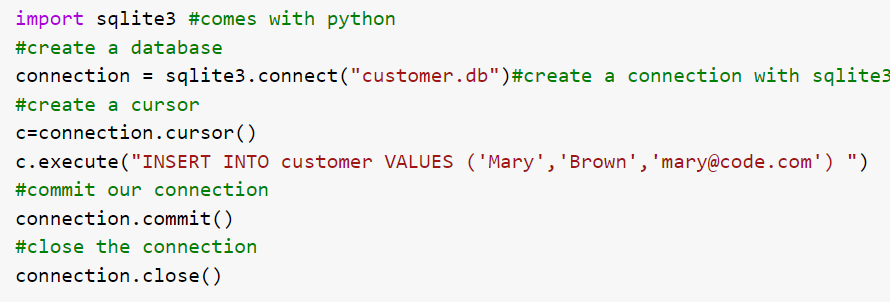 import sqlite3 #comes with python
#create a database
connection = sqlite3.connect("customer.db")#create a connection with sqlite3
#create a cursor
c=connection.cursor()
c.execute("INSERT INTO customer VALUES ('Mary','Brown','mary@code.com') ")
#commit our connection
connection.commit()
#close the connection
connection.close()